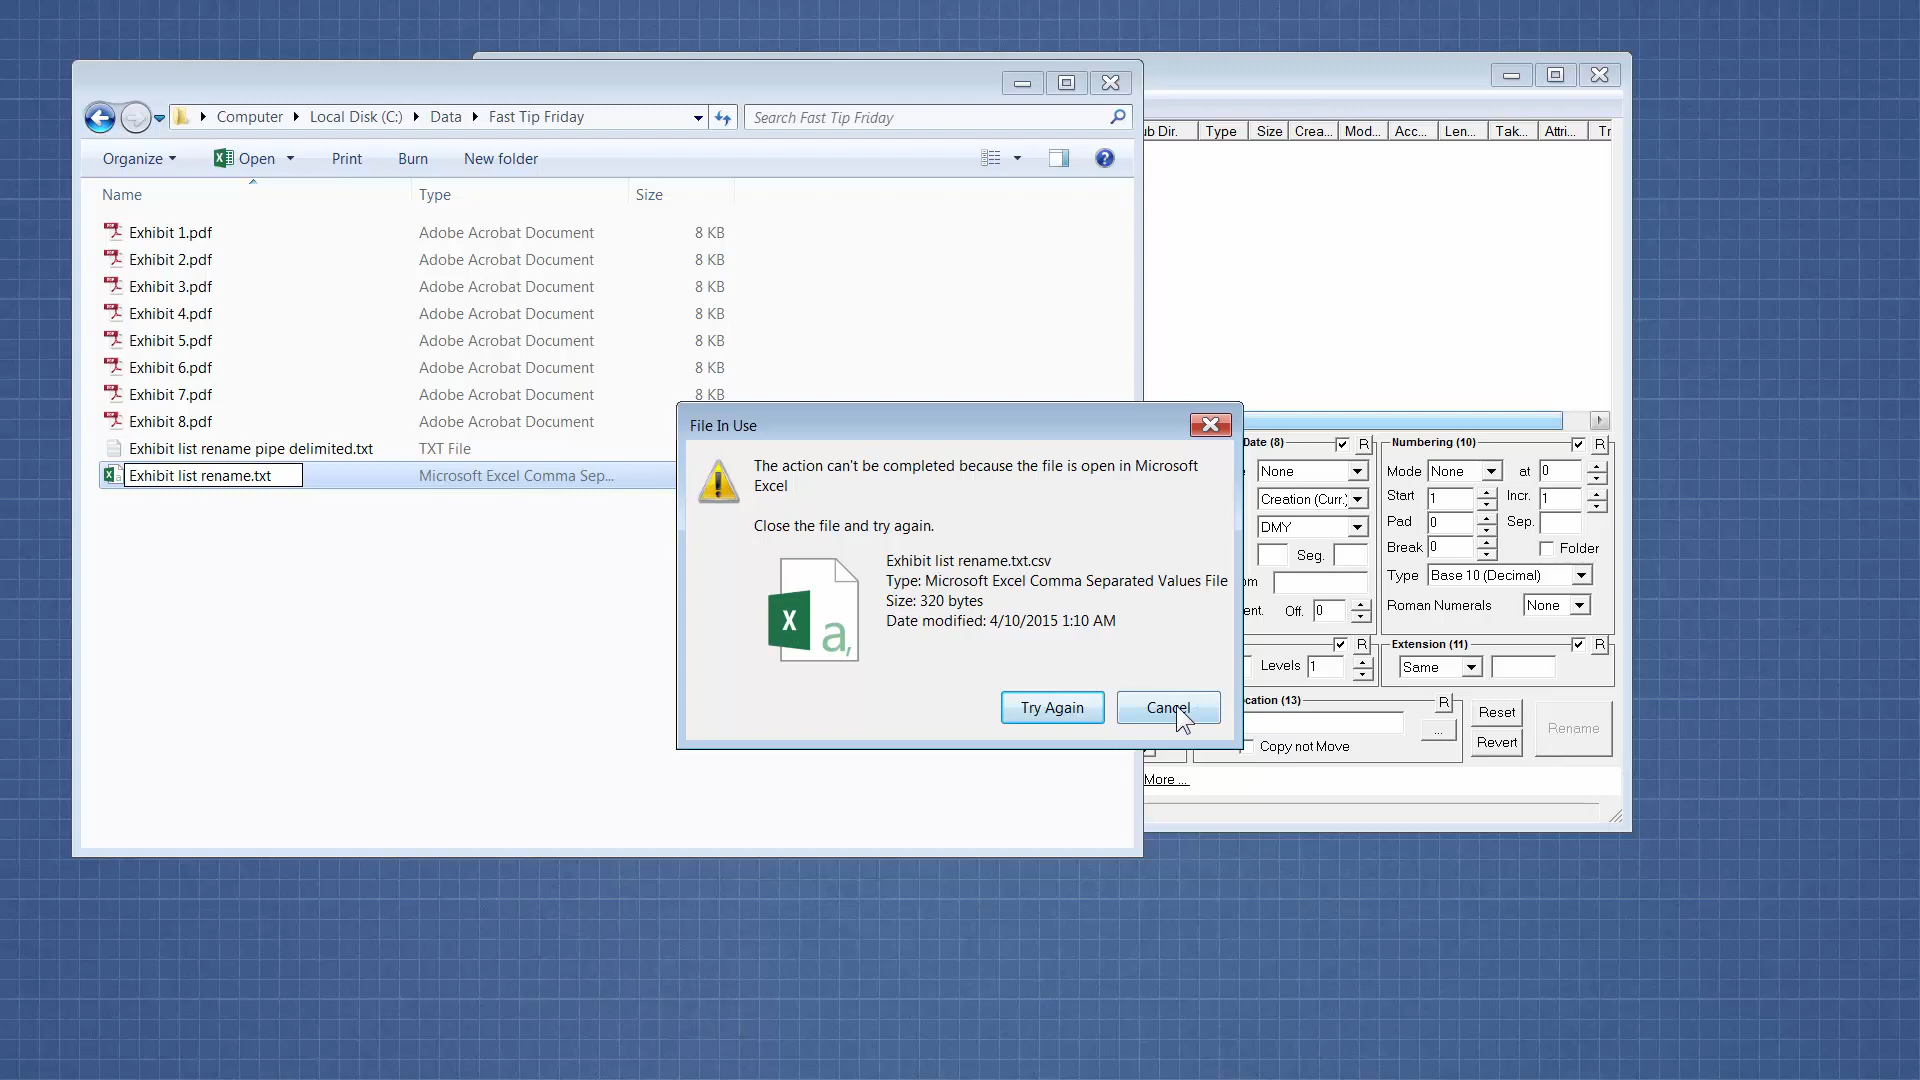 Computer Local Disk (C:) Data Fast Tip Friday
Search Fast Tip Friday
Organize Open Print Burn New folder
Name Type Size
Exhibit 1.pdf Adobe Acrobat Document 8 KB
Exhibit 2.pdf Adobe Acrobat Document 8 KB
Exhibit 3.pdf Adobe Acrobat Document 8 KB
Exhibit 4.pdf Adobe Acrobat Document 8 KB
Exhibit 5.pdf Adobe Acrobat Document 8 KB
Exhibit 6.pdf Adobe Acrobat Document 8 KB
Exhibit 7.pdf Adobe Acrobat Document 8 KB
Exhibit 8.pdf Adobe Acrobat Document
Exhibit list rename pipe delimited.txt TXT File
Exhibit list rename.txt Microsoft Excel Comma Sep...
File In Use
The action can't be completed because the file is open in Microsoft
Excel
Close the file and try again.
Exhibit list rename.txt.csv
Type: Microsoft Excel Comma Separated Values File
Size: 320 bytes
Date modified: 4/10/2015 1:10 AM
X a,
Try Again Cancel
ub Dir. Type Size Crea... Mod... Acc... Len... Tak... Attri... Tr
Date (8) R
None
Creation (Curr.)
DMY
Seg.
om
ent. Off. 0
R
Levels 1
Numbering (10) R
Mode None at 0
Start 1 Incr. 1
Pad 0 Sep.
Break 0 Folder
Type Base 10 (Decimal)
Roman Numerals None
Extension (11) R
Same
cation (13) R
...
Copy not Move
Reset
Revert
Rename
More ...